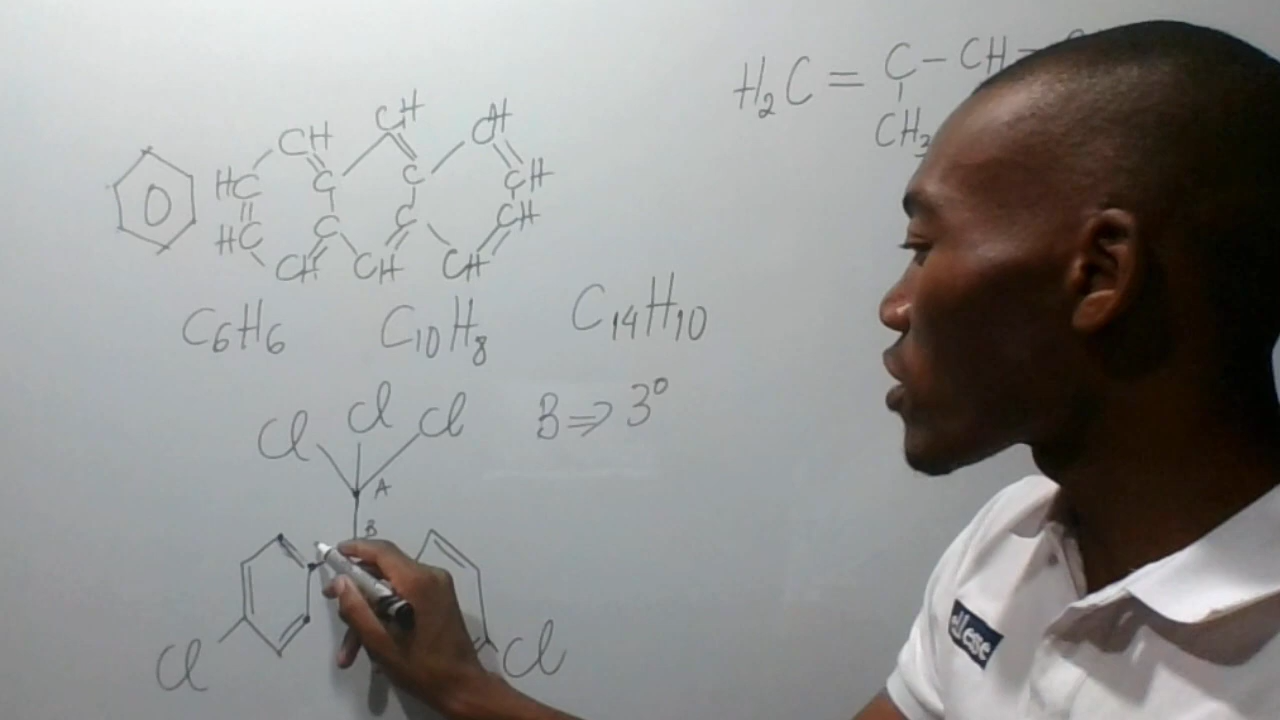 H₂C = C – CH –
CH₃
CH CH CH
HC C C CH
HC C C CH
CH CH CH
C₆H₆ C₁₀H₈ C₁₄H₁₀
Cl Cl Cl B ⇒ 3º
A
B
Cl Cl
ellesse